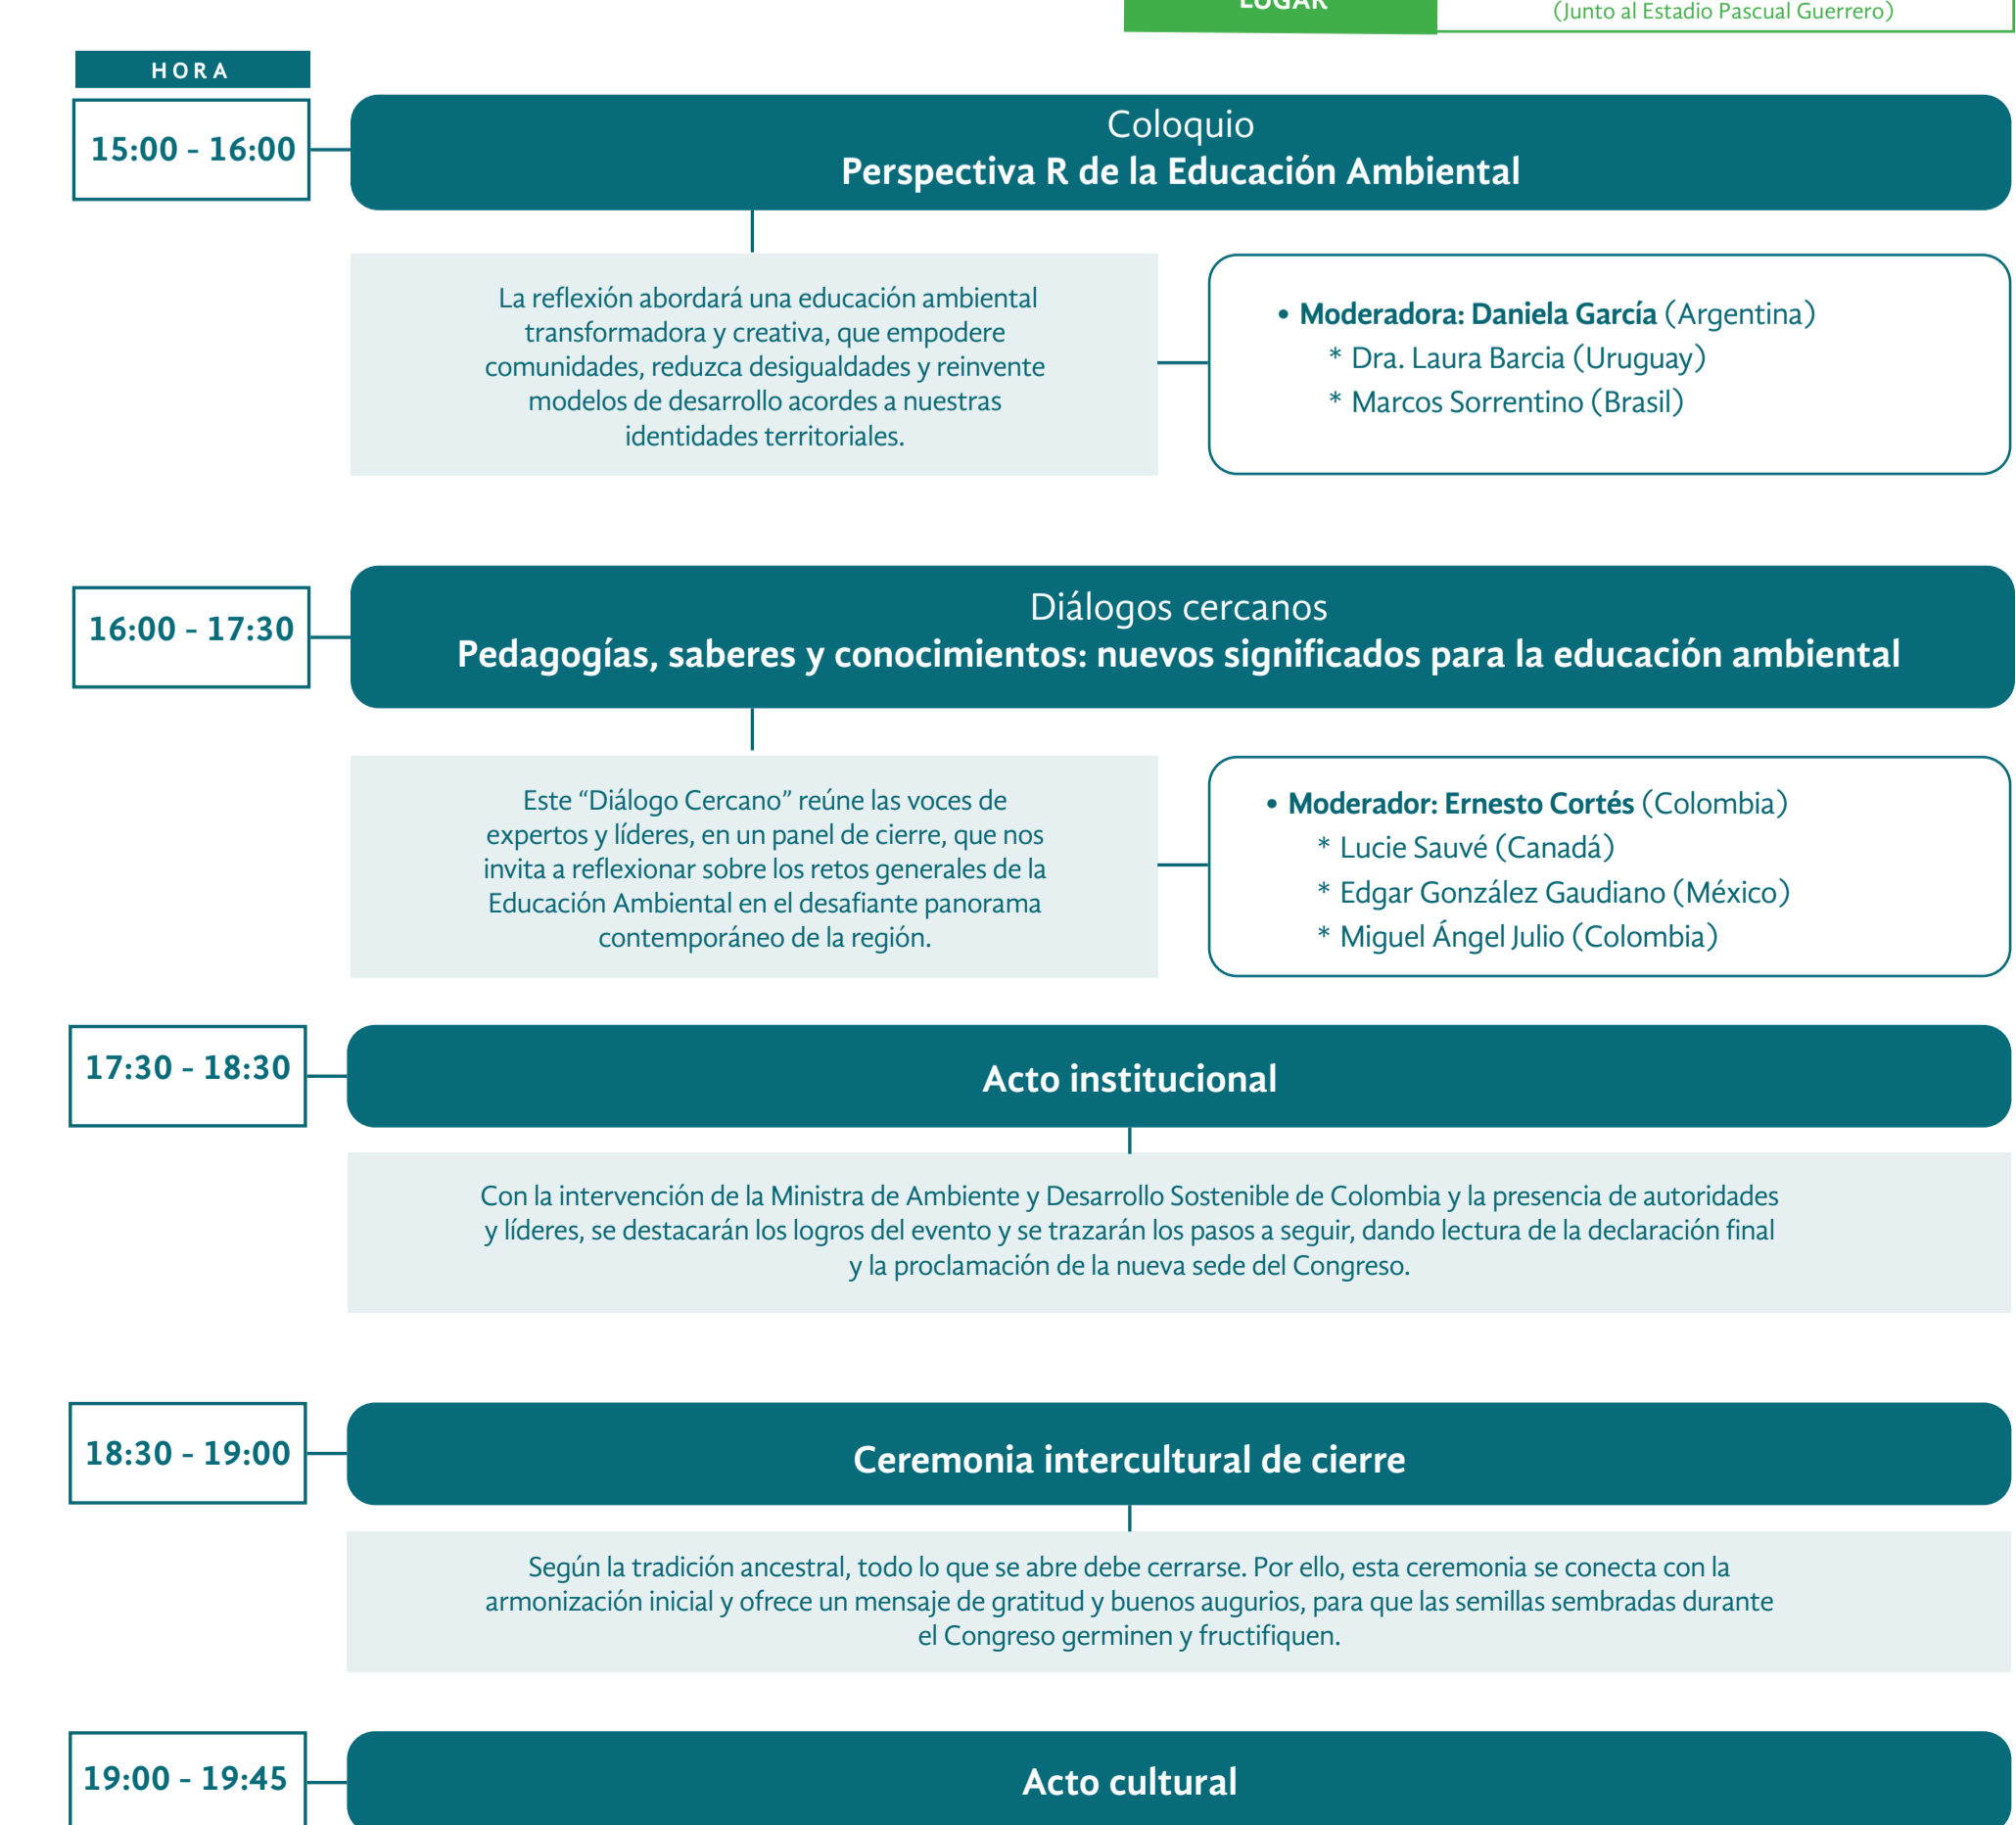 LUGAR
(Junto al Estadio Pascual Guerrero)
HORA
15:00 - 16:00
Coloquio
Perspectiva R de la Educación Ambiental
La reflexión abordará una educación ambiental
transformadora y creativa, que empodere
comunidades, reduzca desigualdades y reinvente
modelos de desarrollo acordes a nuestras
identidades territoriales.
• Moderadora: Daniela García (Argentina)
* Dra. Laura Barcia (Uruguay)
* Marcos Sorrentino (Brasil)
16:00 - 17:30
Diálogos cercanos
Pedagogías, saberes y conocimientos: nuevos significados para la educación ambiental
Este “Diálogo Cercano” reúne las voces de
expertos y líderes, en un panel de cierre, que nos
invita a reflexionar sobre los retos generales de la
Educación Ambiental en el desafiante panorama
contemporáneo de la región.
• Moderador: Ernesto Cortés (Colombia)
* Lucie Sauvé (Canadá)
* Edgar González Gaudiano (México)
* Miguel Ángel Julio (Colombia)
17:30 - 18:30
Acto institucional
Con la intervención de la Ministra de Ambiente y Desarrollo Sostenible de Colombia y la presencia de autoridades
y líderes, se destacarán los logros del evento y se trazarán los pasos a seguir, dando lectura de la declaración final
y la proclamación de la nueva sede del Congreso.
18:30 - 19:00
Ceremonia intercultural de cierre
Según la tradición ancestral, todo lo que se abre debe cerrarse. Por ello, esta ceremonia se conecta con la
armonización inicial y ofrece un mensaje de gratitud y buenos augurios, para que las semillas sembradas durante
el Congreso germinen y fructifiquen.
19:00 - 19:45
Acto cultural